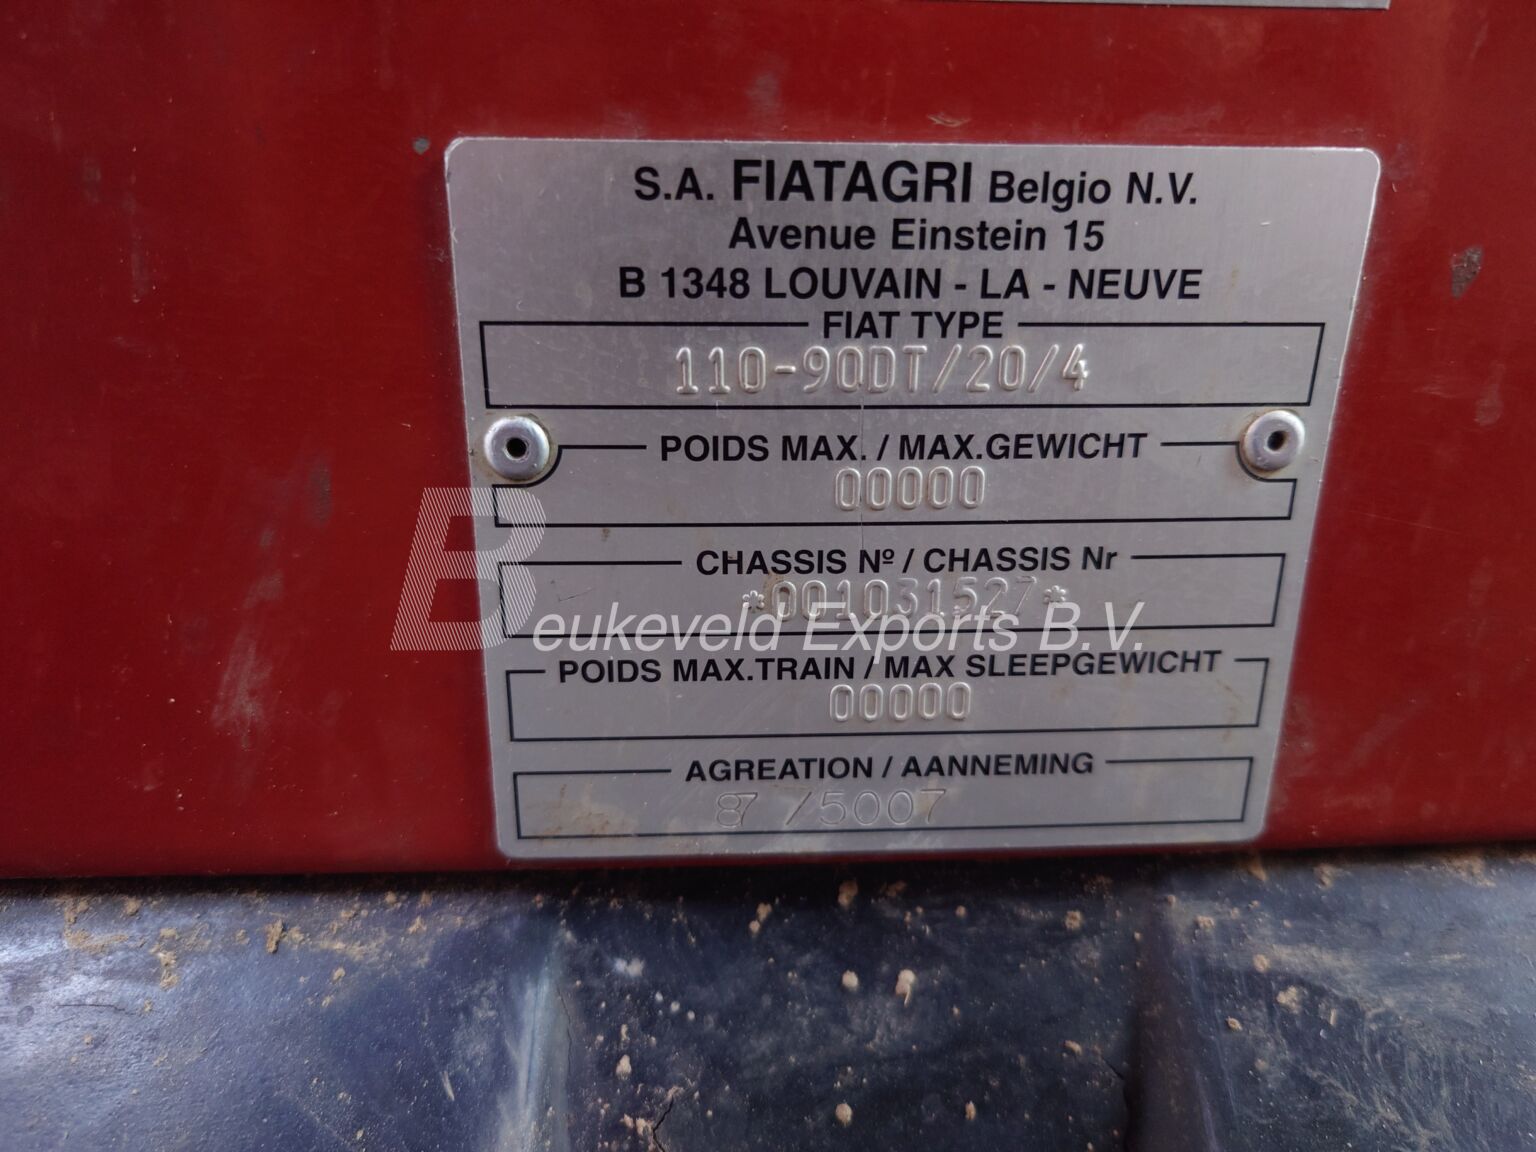 S.A. FIATAGRI Belgio N.V.
Avenue Einstein 15
B 1348 LOUVAIN - LA - NEUVE
FIAT TYPE
110-90DT/20/4
POIDS MAX. / MAX.GEWICHT
00000
CHASSIS Nº / CHASSIS Nr
*001031527*
Beukeveld Exports B.V.
POIDS MAX.TRAIN / MAX SLEEPGEWICHT
00000
AGREATION / AANNEMING
87 /5007